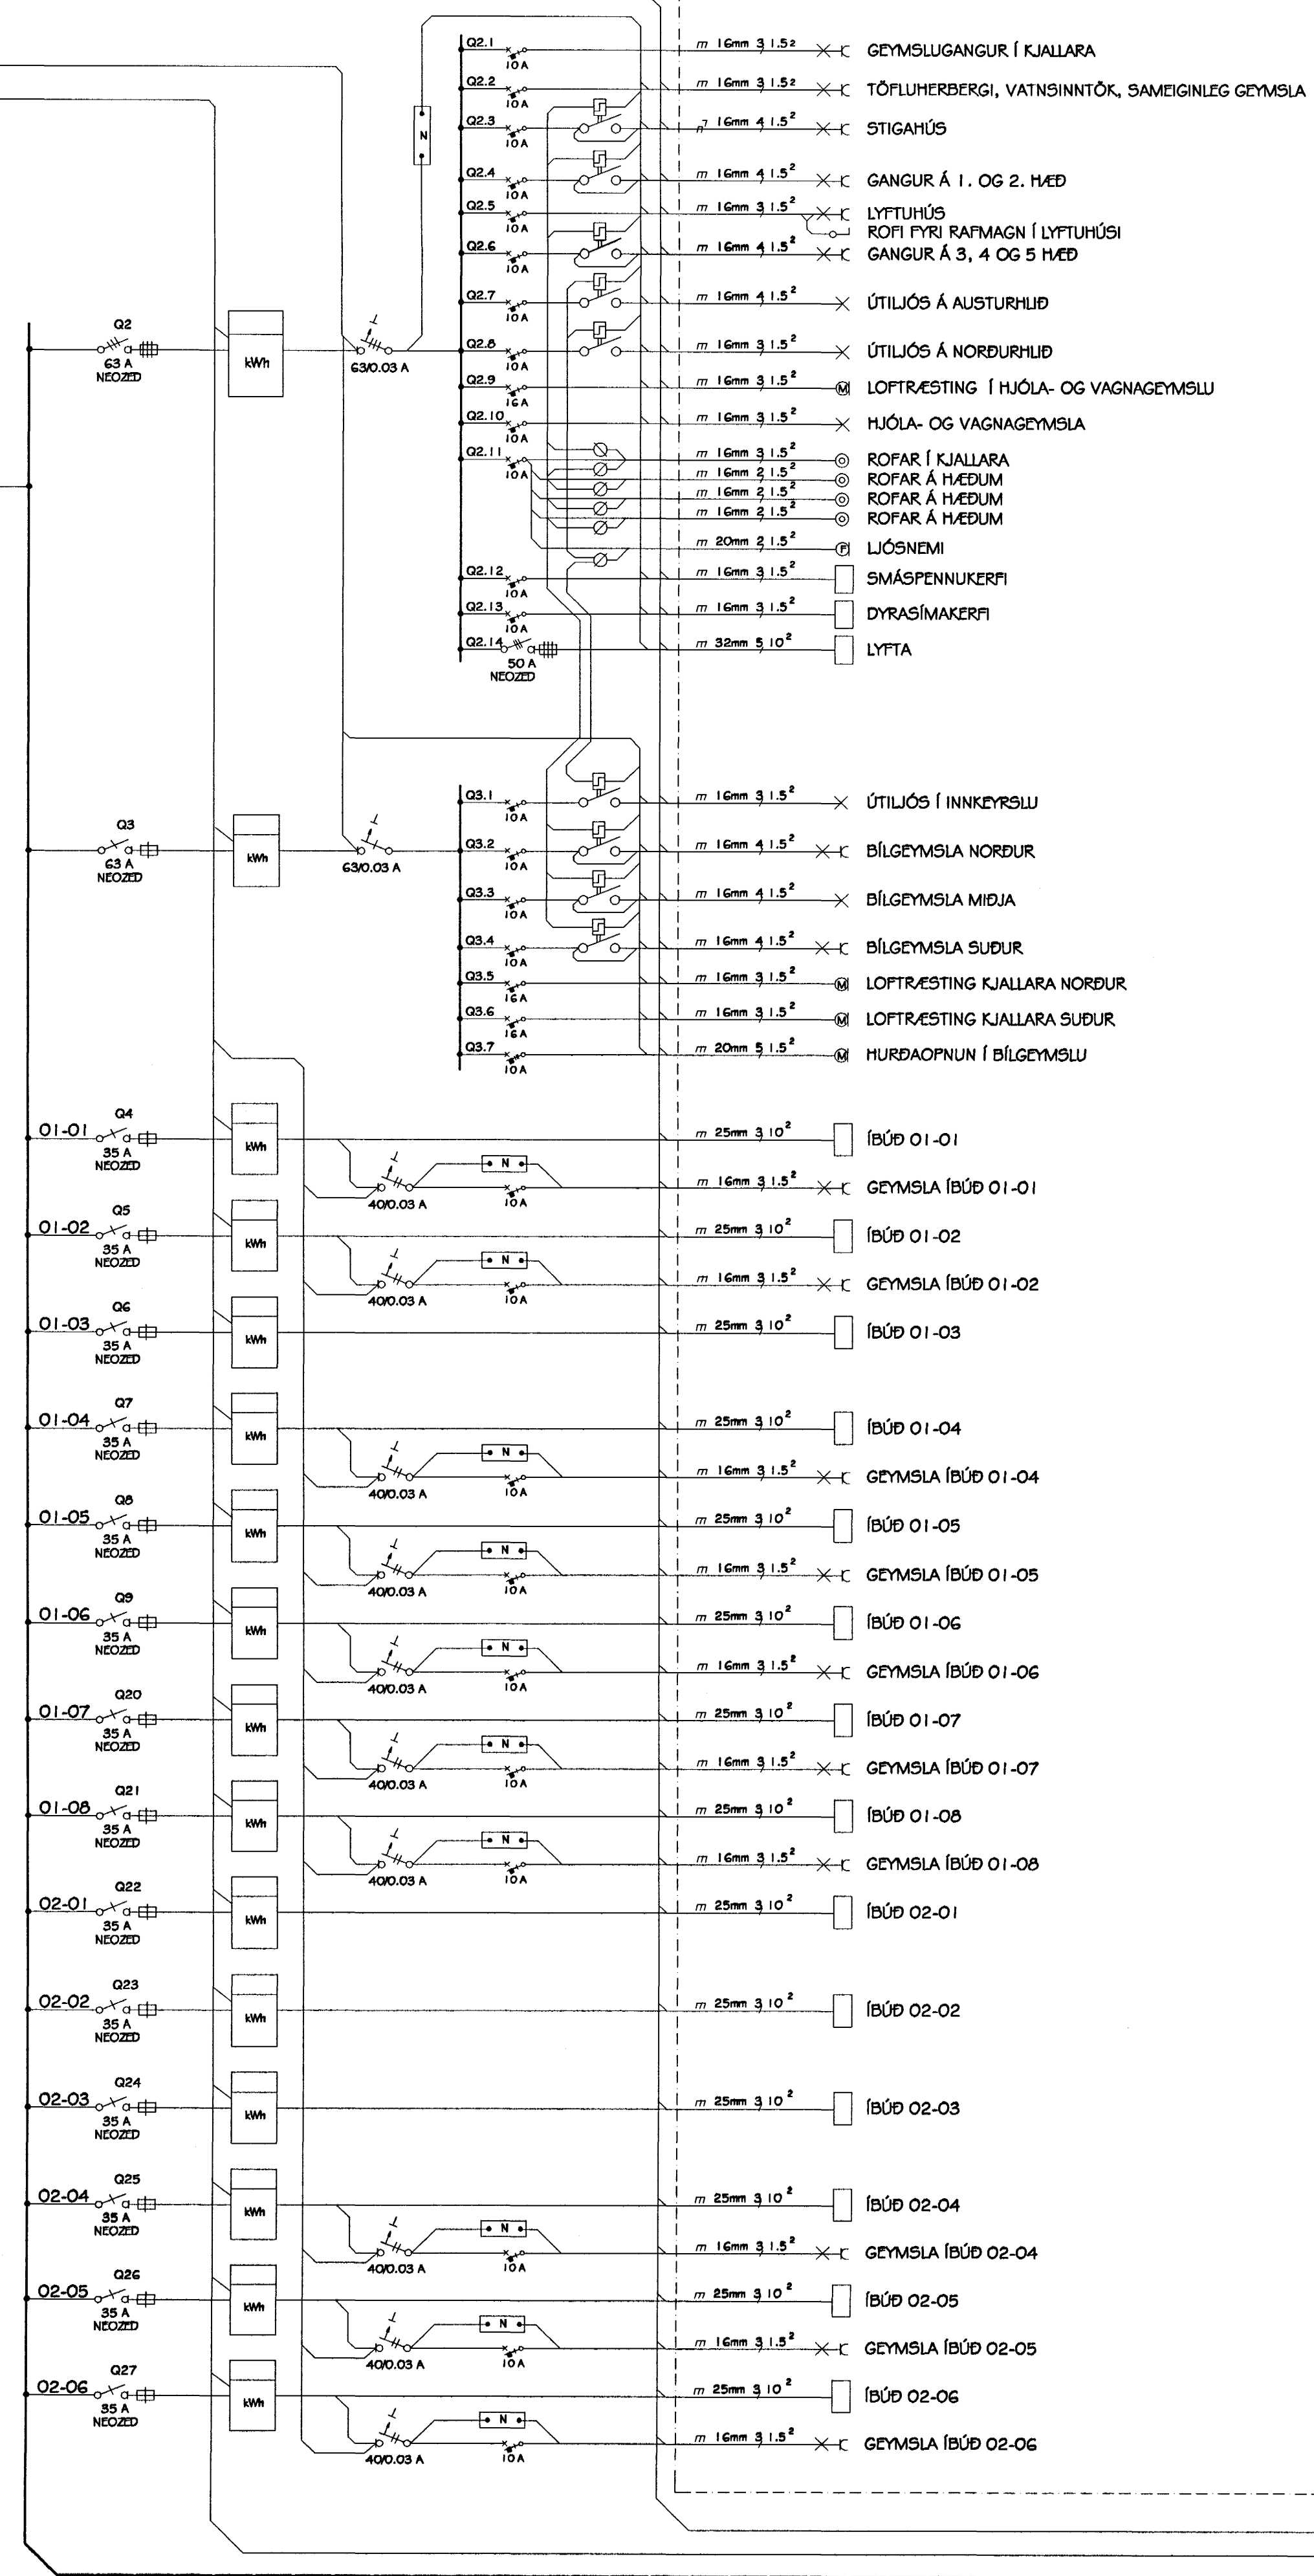 Q2.1 10A m 16mm 3 1.5² GEYMSLUGANGUR Í KJALLARA
Q2.2 10A m 16mm 3 1.5² TÖFLUHERBERGI, VATNSINNTÖK, SAMEIGINLEG GEYMSLA
N
Q2.3 10A m 16mm 4 1.5² STIGAHÚS
Q2.4 10A m 16mm 4 1.5² GANGUR Á 1. OG 2. HÆÐ
Q2.5 10A m 16mm 3 1.5² LYFTUHÚS
ROFI FYRI RAFMAGN Í LYFTUHÚSI
Q2.6 10A m 16mm 4 1.5² GANGUR Á 3, 4 OG 5 HÆÐ
Q2.7 10A m 16mm 4 1.5² ÚTILJÓS Á AUSTURHLIÐ
Q2 63 A NEOZED kWh 63/0.03 A
Q2.8 10A m 16mm 3 1.5² ÚTILJÓS Á NORÐURHLIÐ
Q2.9 16A m 16mm 3 1.5² M LOFTRÆSTING Í HJÓLA- OG VAGNAGEYMSLU
Q2.10 10A m 16mm 3 1.5² HJÓLA- OG VAGNAGEYMSLA
Q2.11 10A m 16mm 3 1.5² ROFAR Í KJALLARA
m 16mm 2 1.5² ROFAR Á HÆÐUM
m 16mm 2 1.5² ROFAR Á HÆÐUM
m 16mm 2 1.5² ROFAR Á HÆÐUM
m 20mm 2 1.5² F LJÓSNEMI
Q2.12 10A m 16mm 3 1.5² SMÁSPENNUKERFI
Q2.13 10A m 16mm 3 1.5² DYRASÍMAKERFI
Q2.14 50 A NEOZED m 32mm 5 10² LYFTA
Q3.1 10A m 16mm 3 1.5² ÚTILJÓS Í INNKEYRSLU
Q3 63 A NEOZED kWh 63/0.03 A
Q3.2 10A m 16mm 4 1.5² BÍLGEYMSLA NORÐUR
Q3.3 10A m 16mm 4 1.5² BÍLGEYMSLA MIÐJA
Q3.4 10A m 16mm 4 1.5² BÍLGEYMSLA SUÐUR
Q3.5 16A m 16mm 3 1.5² M LOFTRÆSTING KJALLARA NORÐUR
Q3.6 16A m 16mm 3 1.5² M LOFTRÆSTING KJALLARA SUÐUR
Q3.7 10A m 20mm 5 1.5² M HURÐAOPNUN Í BÍLGEYMSLU
01-01 Q4 35 A NEOZED kWh m 25mm 3 10² ÍBÚÐ 01-01
40/0.03 A N 10A m 16mm 3 1.5² GEYMSLA ÍBÚÐ 01-01
01-02 Q5 35 A NEOZED kWh m 25mm 3 10² ÍBÚÐ 01-02
40/0.03 A N 10A m 16mm 3 1.5² GEYMSLA ÍBÚÐ 01-02
01-03 Q6 35 A NEOZED kWh m 25mm 3 10² ÍBÚÐ 01-03
01-04 Q7 35 A NEOZED kWh m 25mm 3 10² ÍBÚÐ 01-04
40/0.03 A N 10A m 16mm 3 1.5² GEYMSLA ÍBÚÐ 01-04
01-05 Q8 35 A NEOZED kWh m 25mm 3 10² ÍBÚÐ 01-05
40/0.03 A N 10A m 16mm 3 1.5² GEYMSLA ÍBÚÐ 01-05
01-06 Q9 35 A NEOZED kWh m 25mm 3 10² ÍBÚÐ 01-06
40/0.03 A N 10A m 16mm 3 1.5² GEYMSLA ÍBÚÐ 01-06
01-07 Q20 35 A NEOZED kWh m 25mm 3 10² ÍBÚÐ 01-07
40/0.03 A N 10A m 16mm 3 1.5² GEYMSLA ÍBÚÐ 01-07
01-08 Q21 35 A NEOZED kWh m 25mm 3 10² ÍBÚÐ 01-08
40/0.03 A N 10A m 16mm 3 1.5² GEYMSLA ÍBÚÐ 01-08
02-01 Q22 35 A NEOZED kWh m 25mm 3 10² ÍBÚÐ 02-01
02-02 Q23 35 A NEOZED kWh m 25mm 3 10² ÍBÚÐ 02-02
02-03 Q24 35 A NEOZED kWh m 25mm 3 10² ÍBÚÐ 02-03
02-04 Q25 35 A NEOZED kWh m 25mm 3 10² ÍBÚÐ 02-04
40/0.03 A N 10A m 16mm 3 1.5² GEYMSLA ÍBÚÐ 02-04
02-05 Q26 35 A NEOZED kWh m 25mm 3 10² ÍBÚÐ 02-05
40/0.03 A N 10A m 16mm 3 1.5² GEYMSLA ÍBÚÐ 02-05
02-06 Q27 35 A NEOZED kWh m 25mm 3 10² ÍBÚÐ 02-06
40/0.03 A N 10A m 16mm 3 1.5² GEYMSLA ÍBÚÐ 02-06